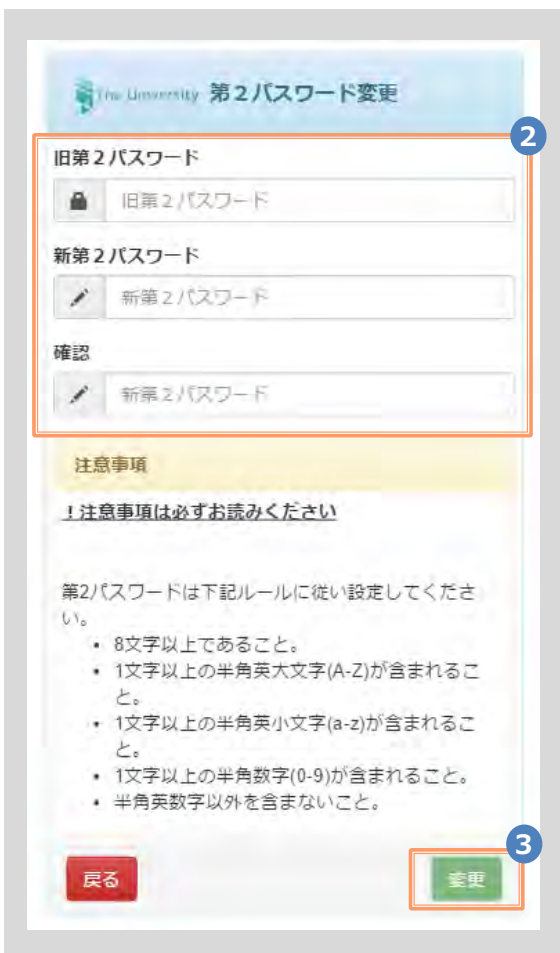 The University 第2パスワード変更
2
旧第2パスワード
旧第2パスワード
新第2パスワード
新第2パスワード
確認
新第2パスワード
注意事項
!注意事項は必ずお読みください
第2パスワードは下記ルールに従い設定してくださ
い。
• 8文字以上であること。
• 1文字以上の半角英大文字(A-Z)が含まれるこ
と。
• 1文字以上の半角英小文字(a-z)が含まれるこ
と。
• 1文字以上の半角数字(0-9)が含まれること。
• 半角英数字以外を含まないこと。
3
戻る 変更